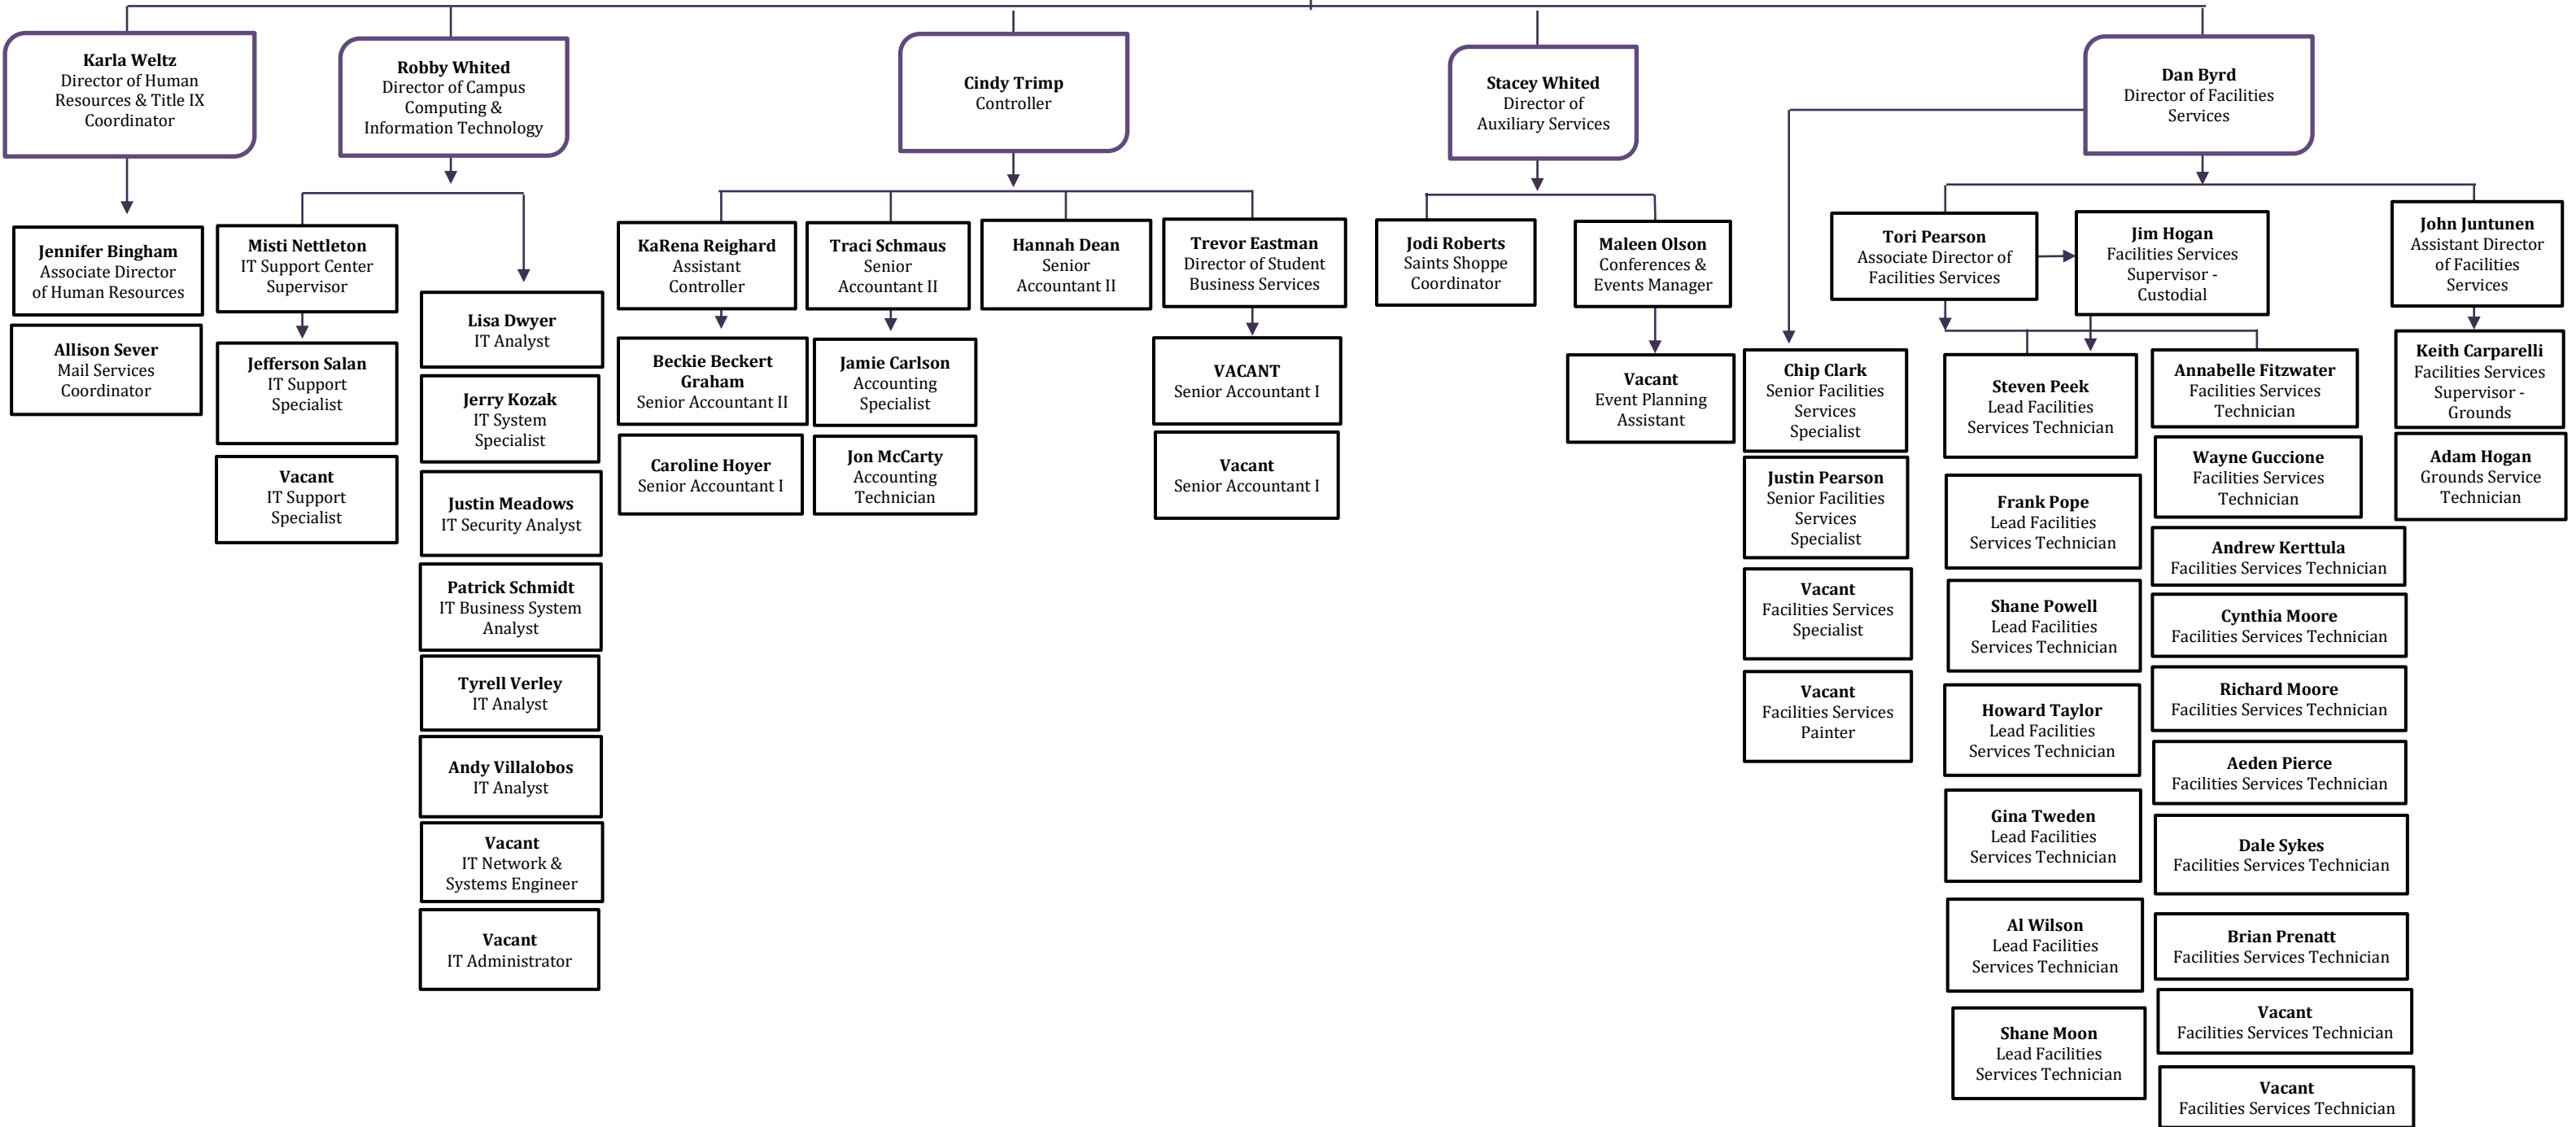 Karla Weltz
Director of Human
Resources & Title IX
Coordinator
Robby Whited
Director of Campus
Computing &
Information Technology
Cindy Trimp
Controller
Stacey Whited
Director of
Auxiliary Services
Dan Byrd
Director of Facilities
Services
Jennifer Bingham
Associate Director
of Human Resources
Allison Sever
Mail Services
Coordinator
Misti Nettleton
IT Support Center
Supervisor
Jefferson Salan
IT Support
Specialist
Vacant
IT Support
Specialist
Lisa Dwyer
IT Analyst
Jerry Kozak
IT System
Specialist
Justin Meadows
IT Security Analyst
Patrick Schmidt
IT Business System
Analyst
Tyrell Verley
IT Analyst
Andy Villalobos
IT Analyst
Vacant
IT Network &
Systems Engineer
Vacant
IT Administrator
KaRena Reighard
Assistant
Controller
Beckie Beckert
Graham
Senior Accountant II
Caroline Hoyer
Senior Accountant I
Traci Schmaus
Senior
Accountant II
Jamie Carlson
Accounting
Specialist
Jon McCarty
Accounting
Technician
Hannah Dean
Senior
Accountant II
Trevor Eastman
Director of Student
Business Services
VACANT
Senior Accountant I
Vacant
Senior Accountant I
Jodi Roberts
Saints Shoppe
Coordinator
Maleen Olson
Conferences &
Events Manager
Vacant
Event Planning
Assistant
Chip Clark
Senior Facilities
Services
Specialist
Justin Pearson
Senior Facilities
Services
Specialist
Vacant
Facilities Services
Specialist
Vacant
Facilities Services
Painter
Tori Pearson
Associate Director of
Facilities Services
Jim Hogan
Facilities Services
Supervisor -
Custodial
Steven Peek
Lead Facilities
Services Technician
Frank Pope
Lead Facilities
Services Technician
Shane Powell
Lead Facilities
Services Technician
Howard Taylor
Lead Facilities
Services Technician
Gina Tweden
Lead Facilities
Services Technician
Al Wilson
Lead Facilities
Services Technician
Shane Moon
Lead Facilities
Services Technician
Annabelle Fitzwater
Facilities Services
Technician
Wayne Guccione
Facilities Services
Technician
Andrew Kerttula
Facilities Services Technician
Cynthia Moore
Facilities Services Technician
Richard Moore
Facilities Services Technician
Aeden Pierce
Facilities Services Technician
Dale Sykes
Facilities Services Technician
Brian Prenatt
Facilities Services Technician
Vacant
Facilities Services Technician
Vacant
Facilities Services Technician
John Juntunen
Assistant Director
of Facilities
Services
Keith Carparelli
Facilities Services
Supervisor -
Grounds
Adam Hogan
Grounds Service
Technician